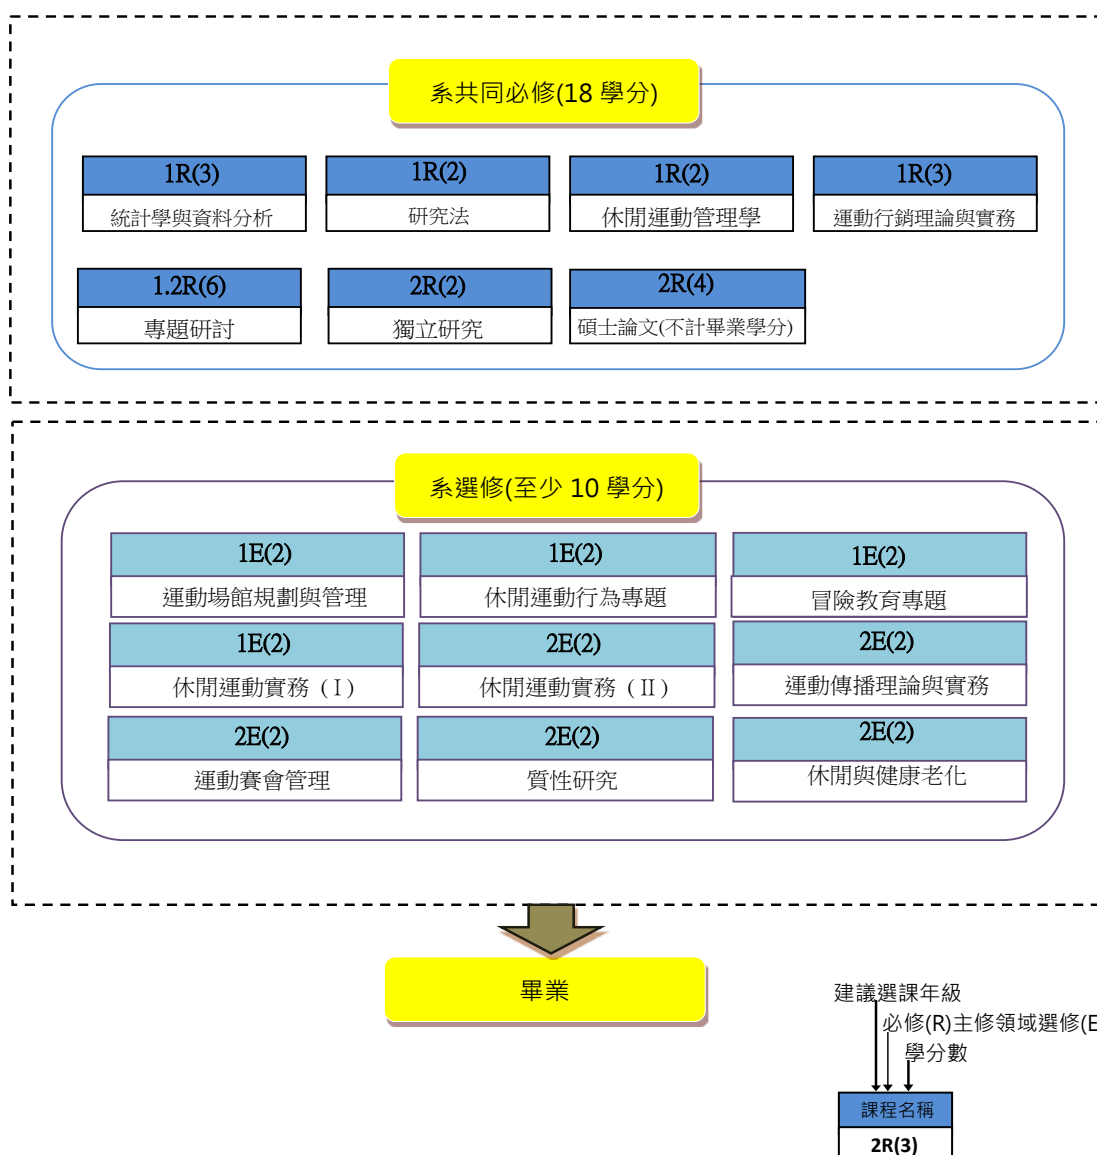 系共同必修(18 學分)
1R(3)
統計學與資料分析
1R(2)
研究法
1R(2)
休閒運動管理學
1R(3)
運動行銷理論與實務
1.2R(6)
專題研討
2R(2)
獨立研究
2R(4)
碩士論文(不計畢業學分)
系選修(至少 10 學分)
1E(2)
運動場館規劃與管理
1E(2)
休閒運動行為專題
1E(2)
冒險教育專題
1E(2)
休閒運動實務（I）
2E(2)
休閒運動實務（II）
2E(2)
運動傳播理論與實務
2E(2)
運動賽會管理
2E(2)
質性研究
2E(2)
休閒與健康老化
畢業
建議選課年級
必修(R)主修領域選修(E
學分數
課程名稱
2R(3)